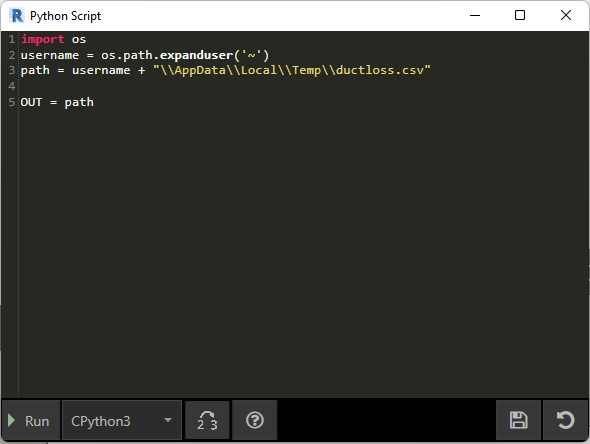 Python Script
1 import os
2 username = os.path.expanduser('~')
3 path = username + "\\AppData\\Local\\Temp\\ductloss.csv"
4
5 OUT = path
Run CPython3 2 3